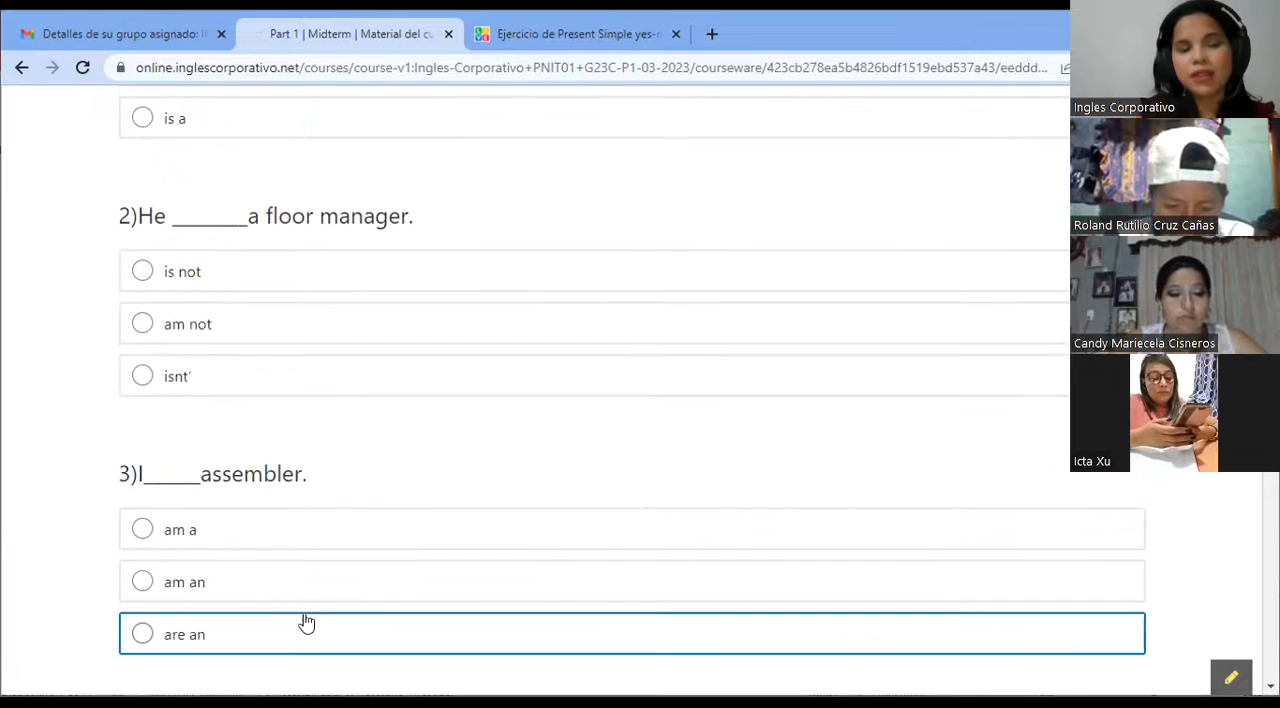 Detalles de su grupo asignado: I
Part 1 | Midterm | Material del cu
Ejercicio de Present Simple yes-n
online.inglescorporativo.net/courses/course-v1:Ingles-Corporativo+PNIT01+G23C-P1-03-2023/courseware/423cb278ea5b4826bdf1519ebd537a43/eeddd...
is a
2)He _______a floor manager.
is not
am not
isnt'
3)I_____assembler.
am a
am an
are an
Ingles Corporativo
Roland Rutilio Cruz Cañas
Candy Mariecela Cisneros
Icta Xu